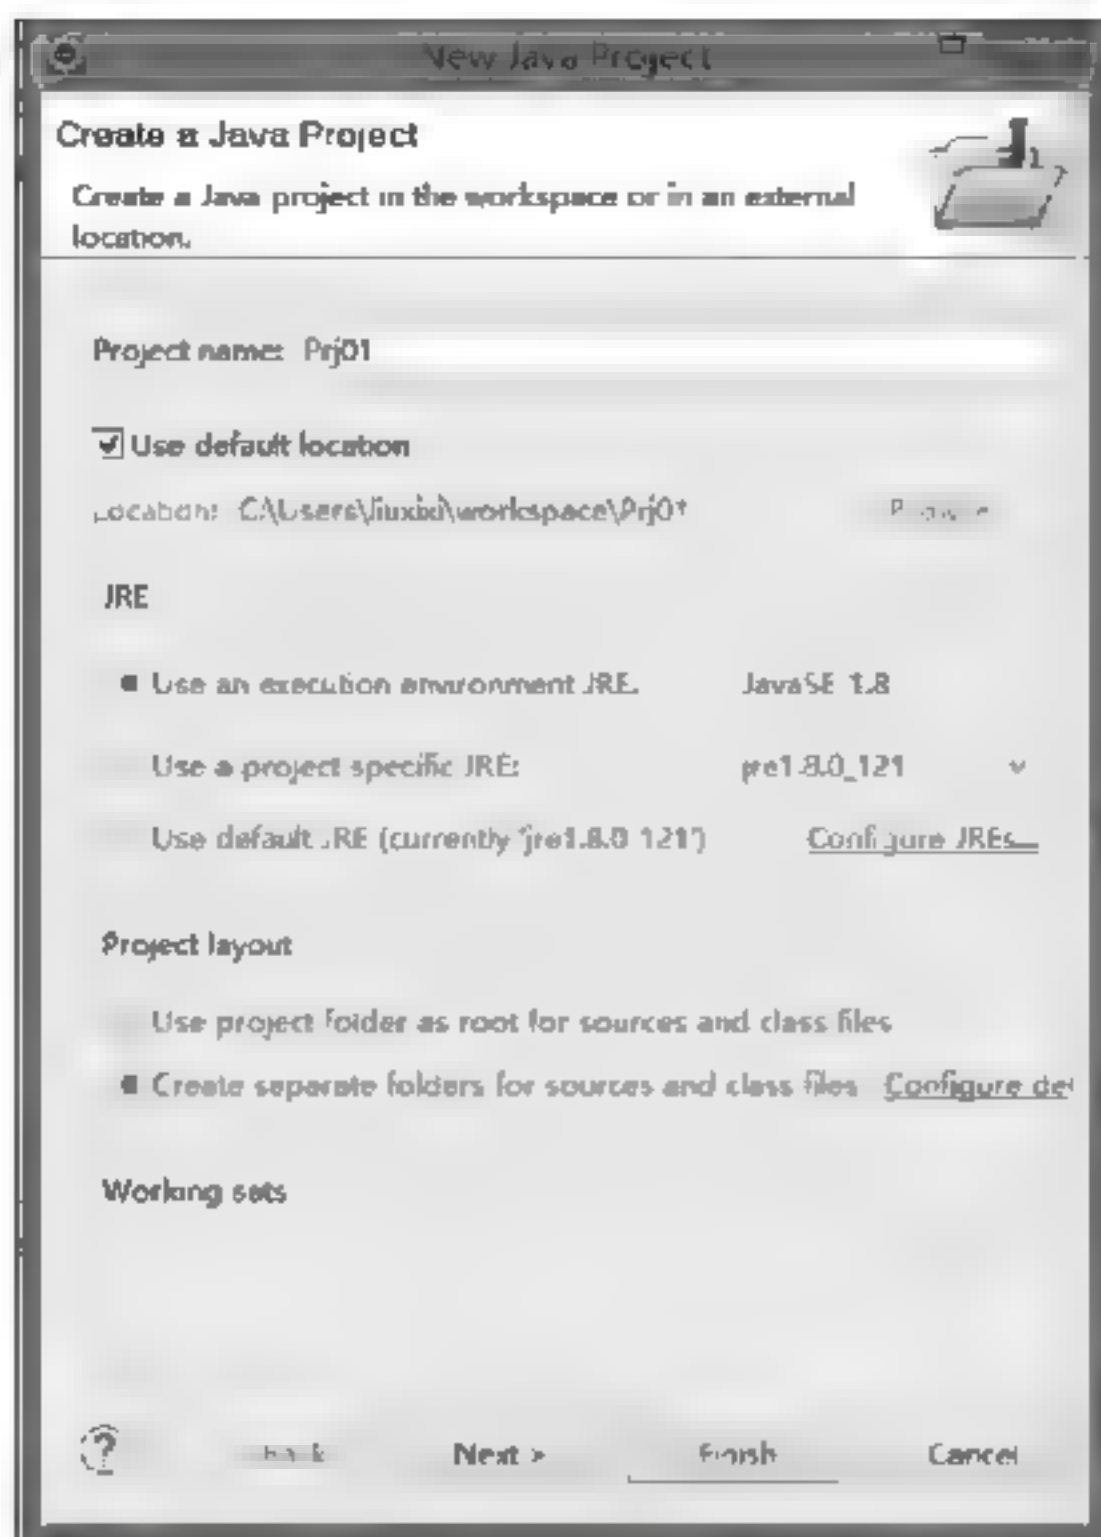 New Java Project
Create a Java Project
Create a Java project in the workspace or in an external
location.
Project name: Prj01
Use default location
Location: C:\Users\liuxixi\workspace\Prj01
JRE
Use an execution environment JRE: JavaSE-1.8
Use a project specific JRE: jre1.8.0_121
Use default JRE (currently 'jre1.8.0_121') Configure JREs...
Project layout
Use project folder as root for sources and class files
Create separate folders for sources and class files Configure de
Working sets
Back Next > Finish Cancel